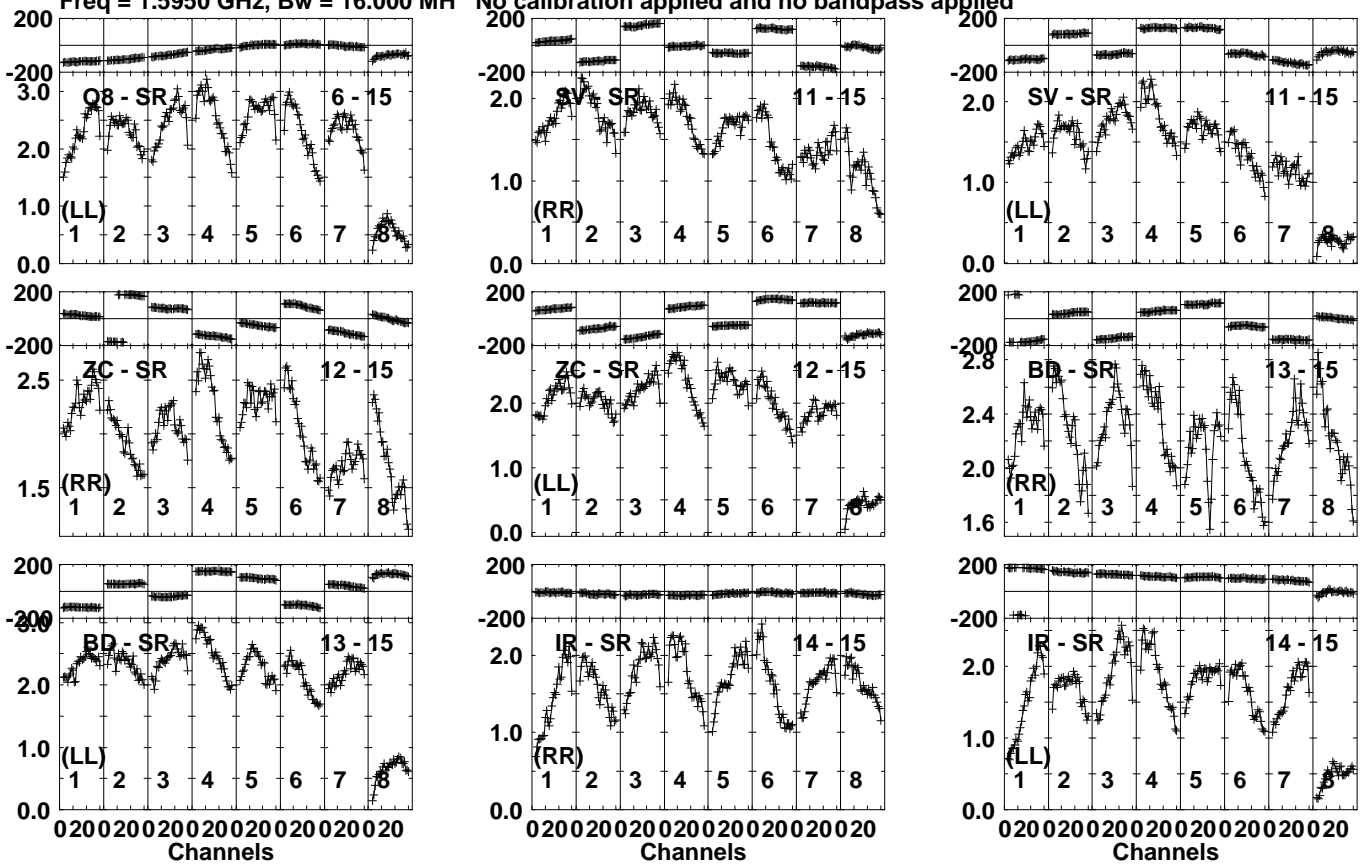 Freq = 1.5950 GHz, Bw = 16.000 MH No calibration applied and no bandpass applied
200 200 200
-200 -200 -200
O8 - SR 6 - 15 SV - SR 11 - 15 SV - SR 11 - 15
3.0 2.0 2.0
2.0 1.0 1.0
1.0
(LL) (RR) (LL)
1 2 3 4 5 6 7 8 1 2 3 4 5 6 7 8 1 2 3 4 5 6 7 8
0.0 0.0 0.0
200 200 200
-200 -200 -200
ZC - SR 12 - 15 ZC - SR 12 - 15 BD - SR 13 - 15
2.5 2.0 2.8
1.5 1.0 2.4
2.0
(RR) (LL) (RR)
1 2 3 4 5 6 7 8 1 2 3 4 5 6 7 8 1 2 3 4 5 6 7 8
0.0 1.6
200 200 200
-200 -200 -200
BD - SR 13 - 15 IR - SR 14 - 15 IR - SR 14 - 15
3.0 2.0 2.0
2.0 1.0 1.0
1.0
(LL) (RR) (LL)
1 2 3 4 5 6 7 8 1 2 3 4 5 6 7 8 1 2 3 4 5 6 7 8
0.0 0.0 0.0
0 20 0 20 0 20 0 20 0 20 0 20 0 20 0 20 0 20 0 20 0 20 0 20 0 20 0 20 0 20 0 20 0 20 0 20 0 20 0 20 0 20 0 20 0 20 0 20
Channels Channels Channels